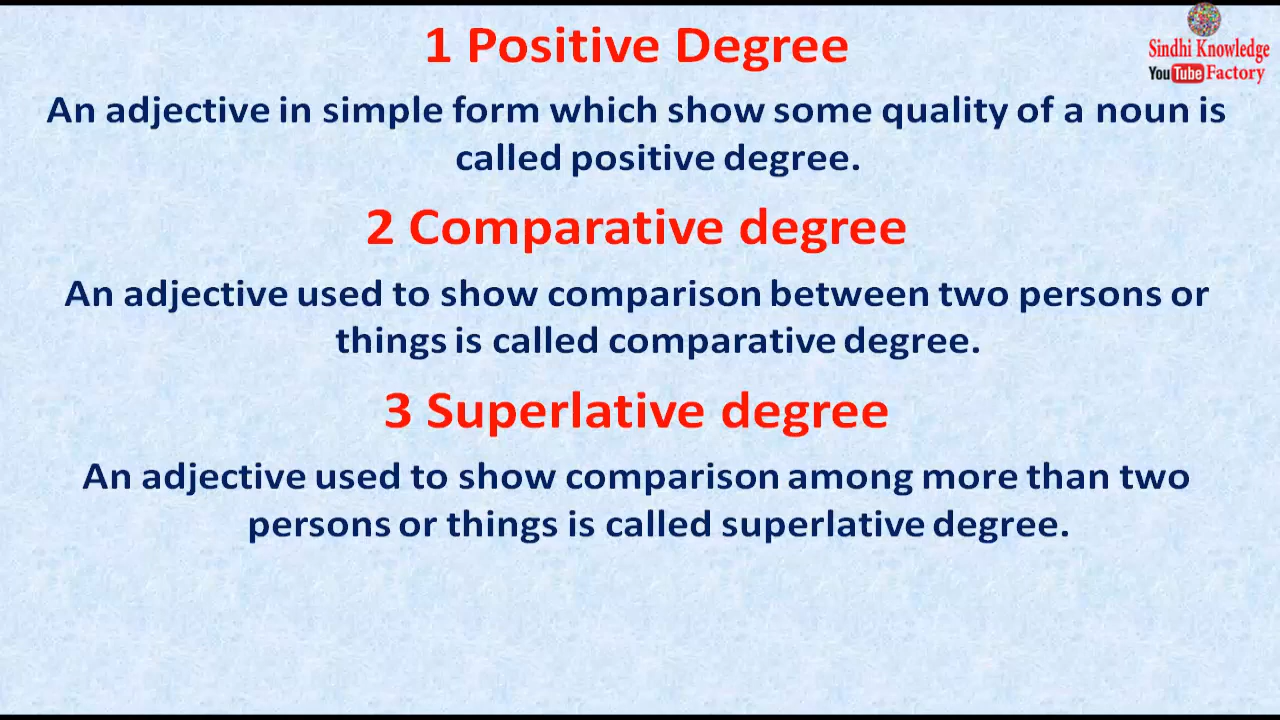 1 Positive Degree
Sindhi Knowledge
YouTube Factory
An adjective in simple form which show some quality of a noun is
called positive degree.
2 Comparative degree
An adjective used to show comparison between two persons or
things is called comparative degree.
3 Superlative degree
An adjective used to show comparison among more than two
persons or things is called superlative degree.